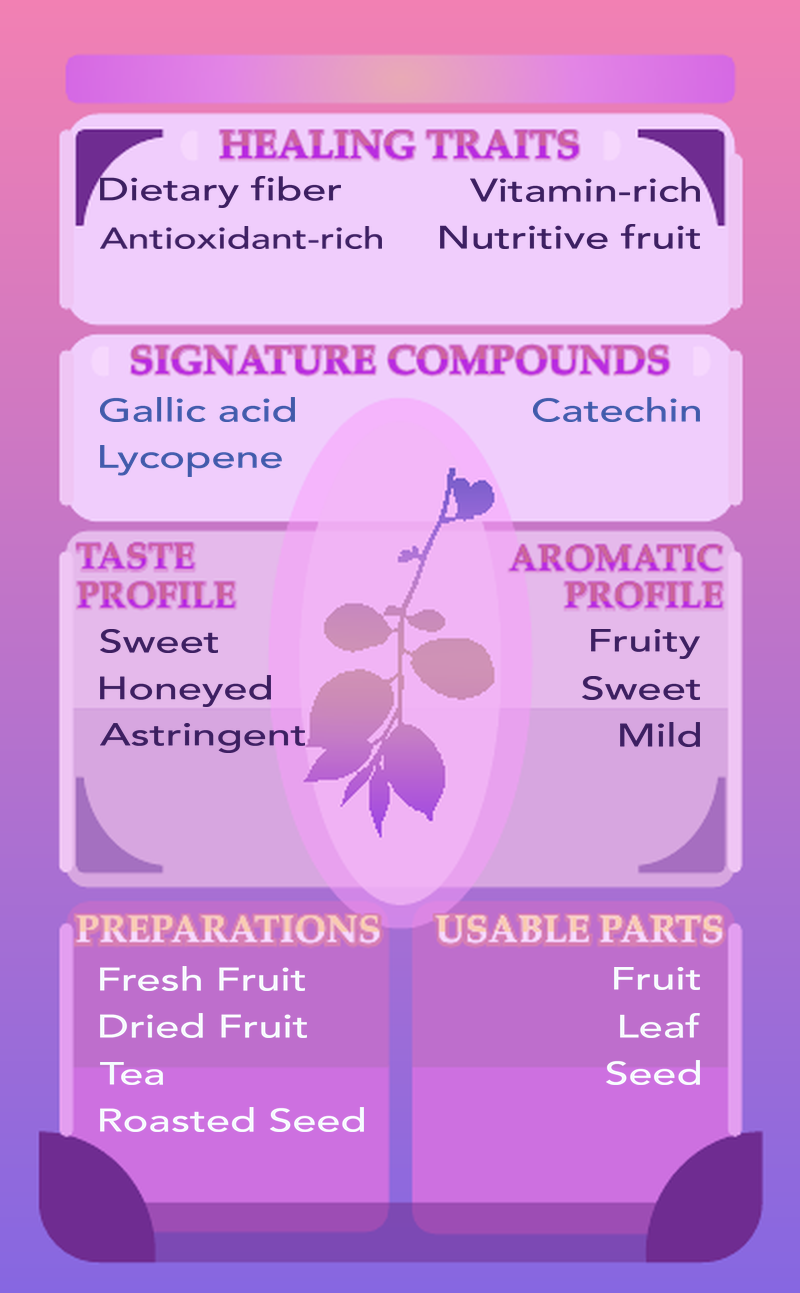 HEALING TRAITS
Dietary fiber
Vitamin-rich
Antioxidant-rich
Nutritive fruit
SIGNATURE COMPOUNDS
Gallic acid
Catechin
Lycopene
TASTE
PROFILE
Sweet
Honeyed
Astringent
AROMATIC
PROFILE
Fruity
Sweet
Mild
PREPARATIONS
Fresh Fruit
Dried Fruit
Tea
Roasted Seed
USABLE PARTS
Fruit
Leaf
Seed